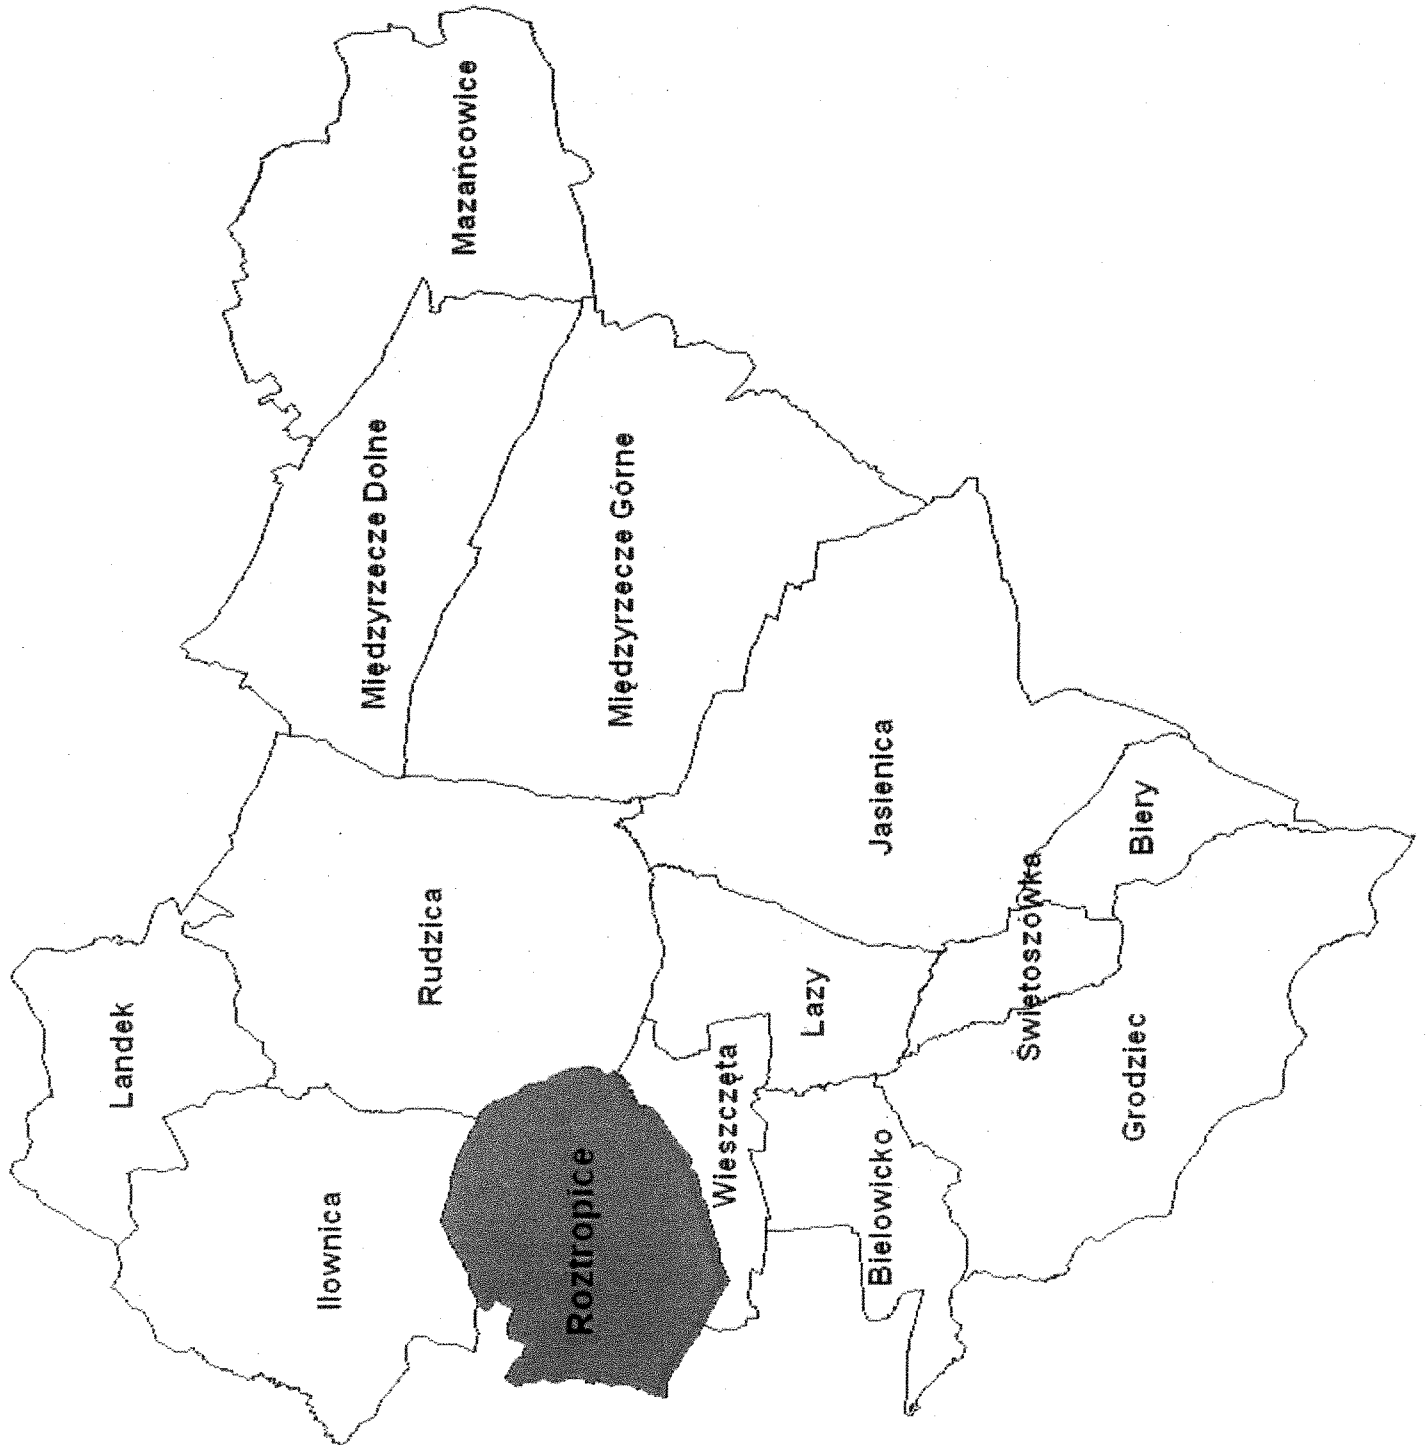 Landek
Iłownica
Rudzica
Roztropice
Międzyrzecze Dolne
Mazańcowice
Międzyrzecze Górne
Wieszczęta
Łazy
Bielowicko
Jasienica
Świętoszówka
Grodziec
Biery